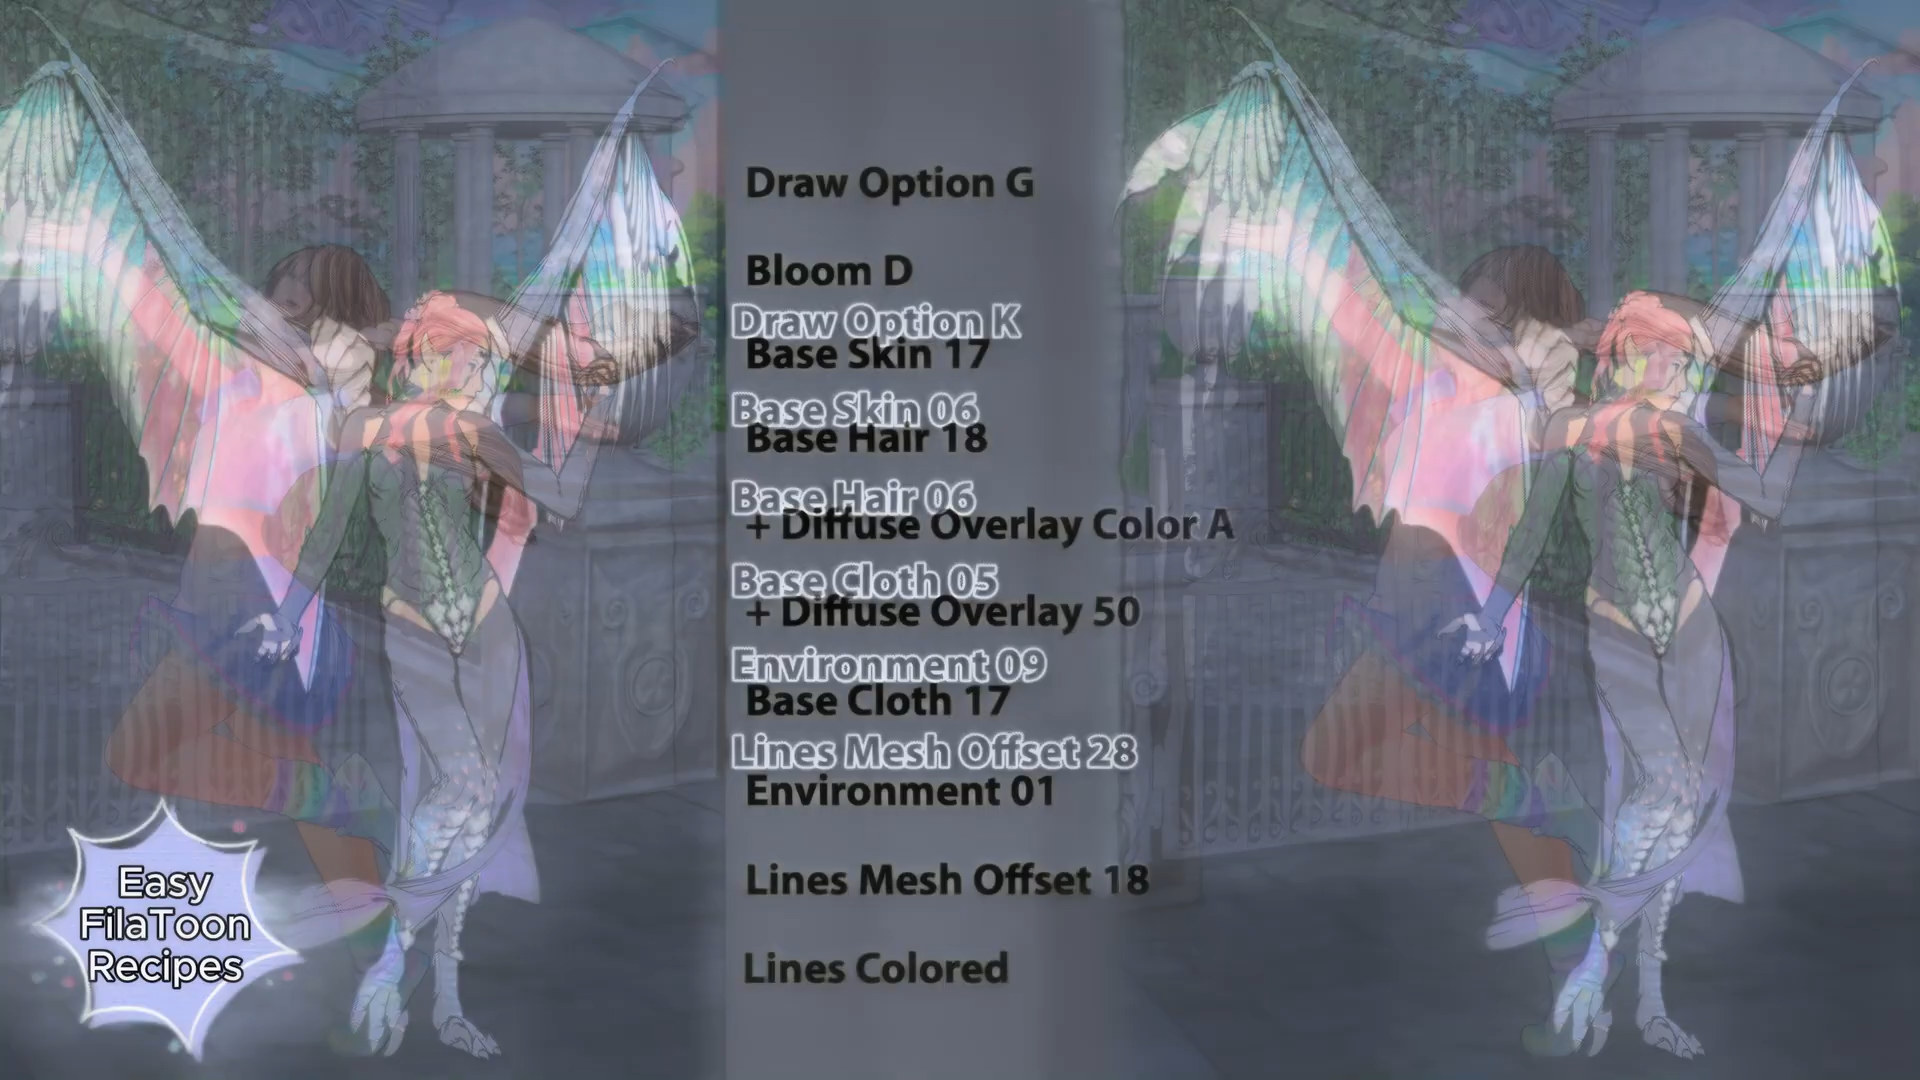 Draw Option G
Bloom D
Draw Option K
Base Skin 17
Base Skin 06
Base Hair 18
Base Hair 06
+ Diffuse Overlay Color A
Base Cloth 05
+ Diffuse Overlay 50
Environment 09
Base Cloth 17
Lines Mesh Offset 28
Environment 01
Lines Mesh Offset 18
Lines Colored
Easy
FilaToon
Recipes